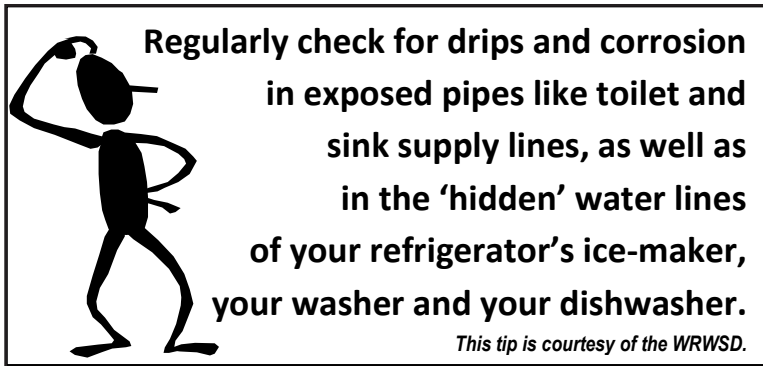 Regularly check for drips and corrosion
in exposed pipes like toilet and
sink supply lines, as well as
in the ‘hidden’ water lines
of your refrigerator’s ice-maker,
your washer and your dishwasher.
This tip is courtesy of the WRWSD.